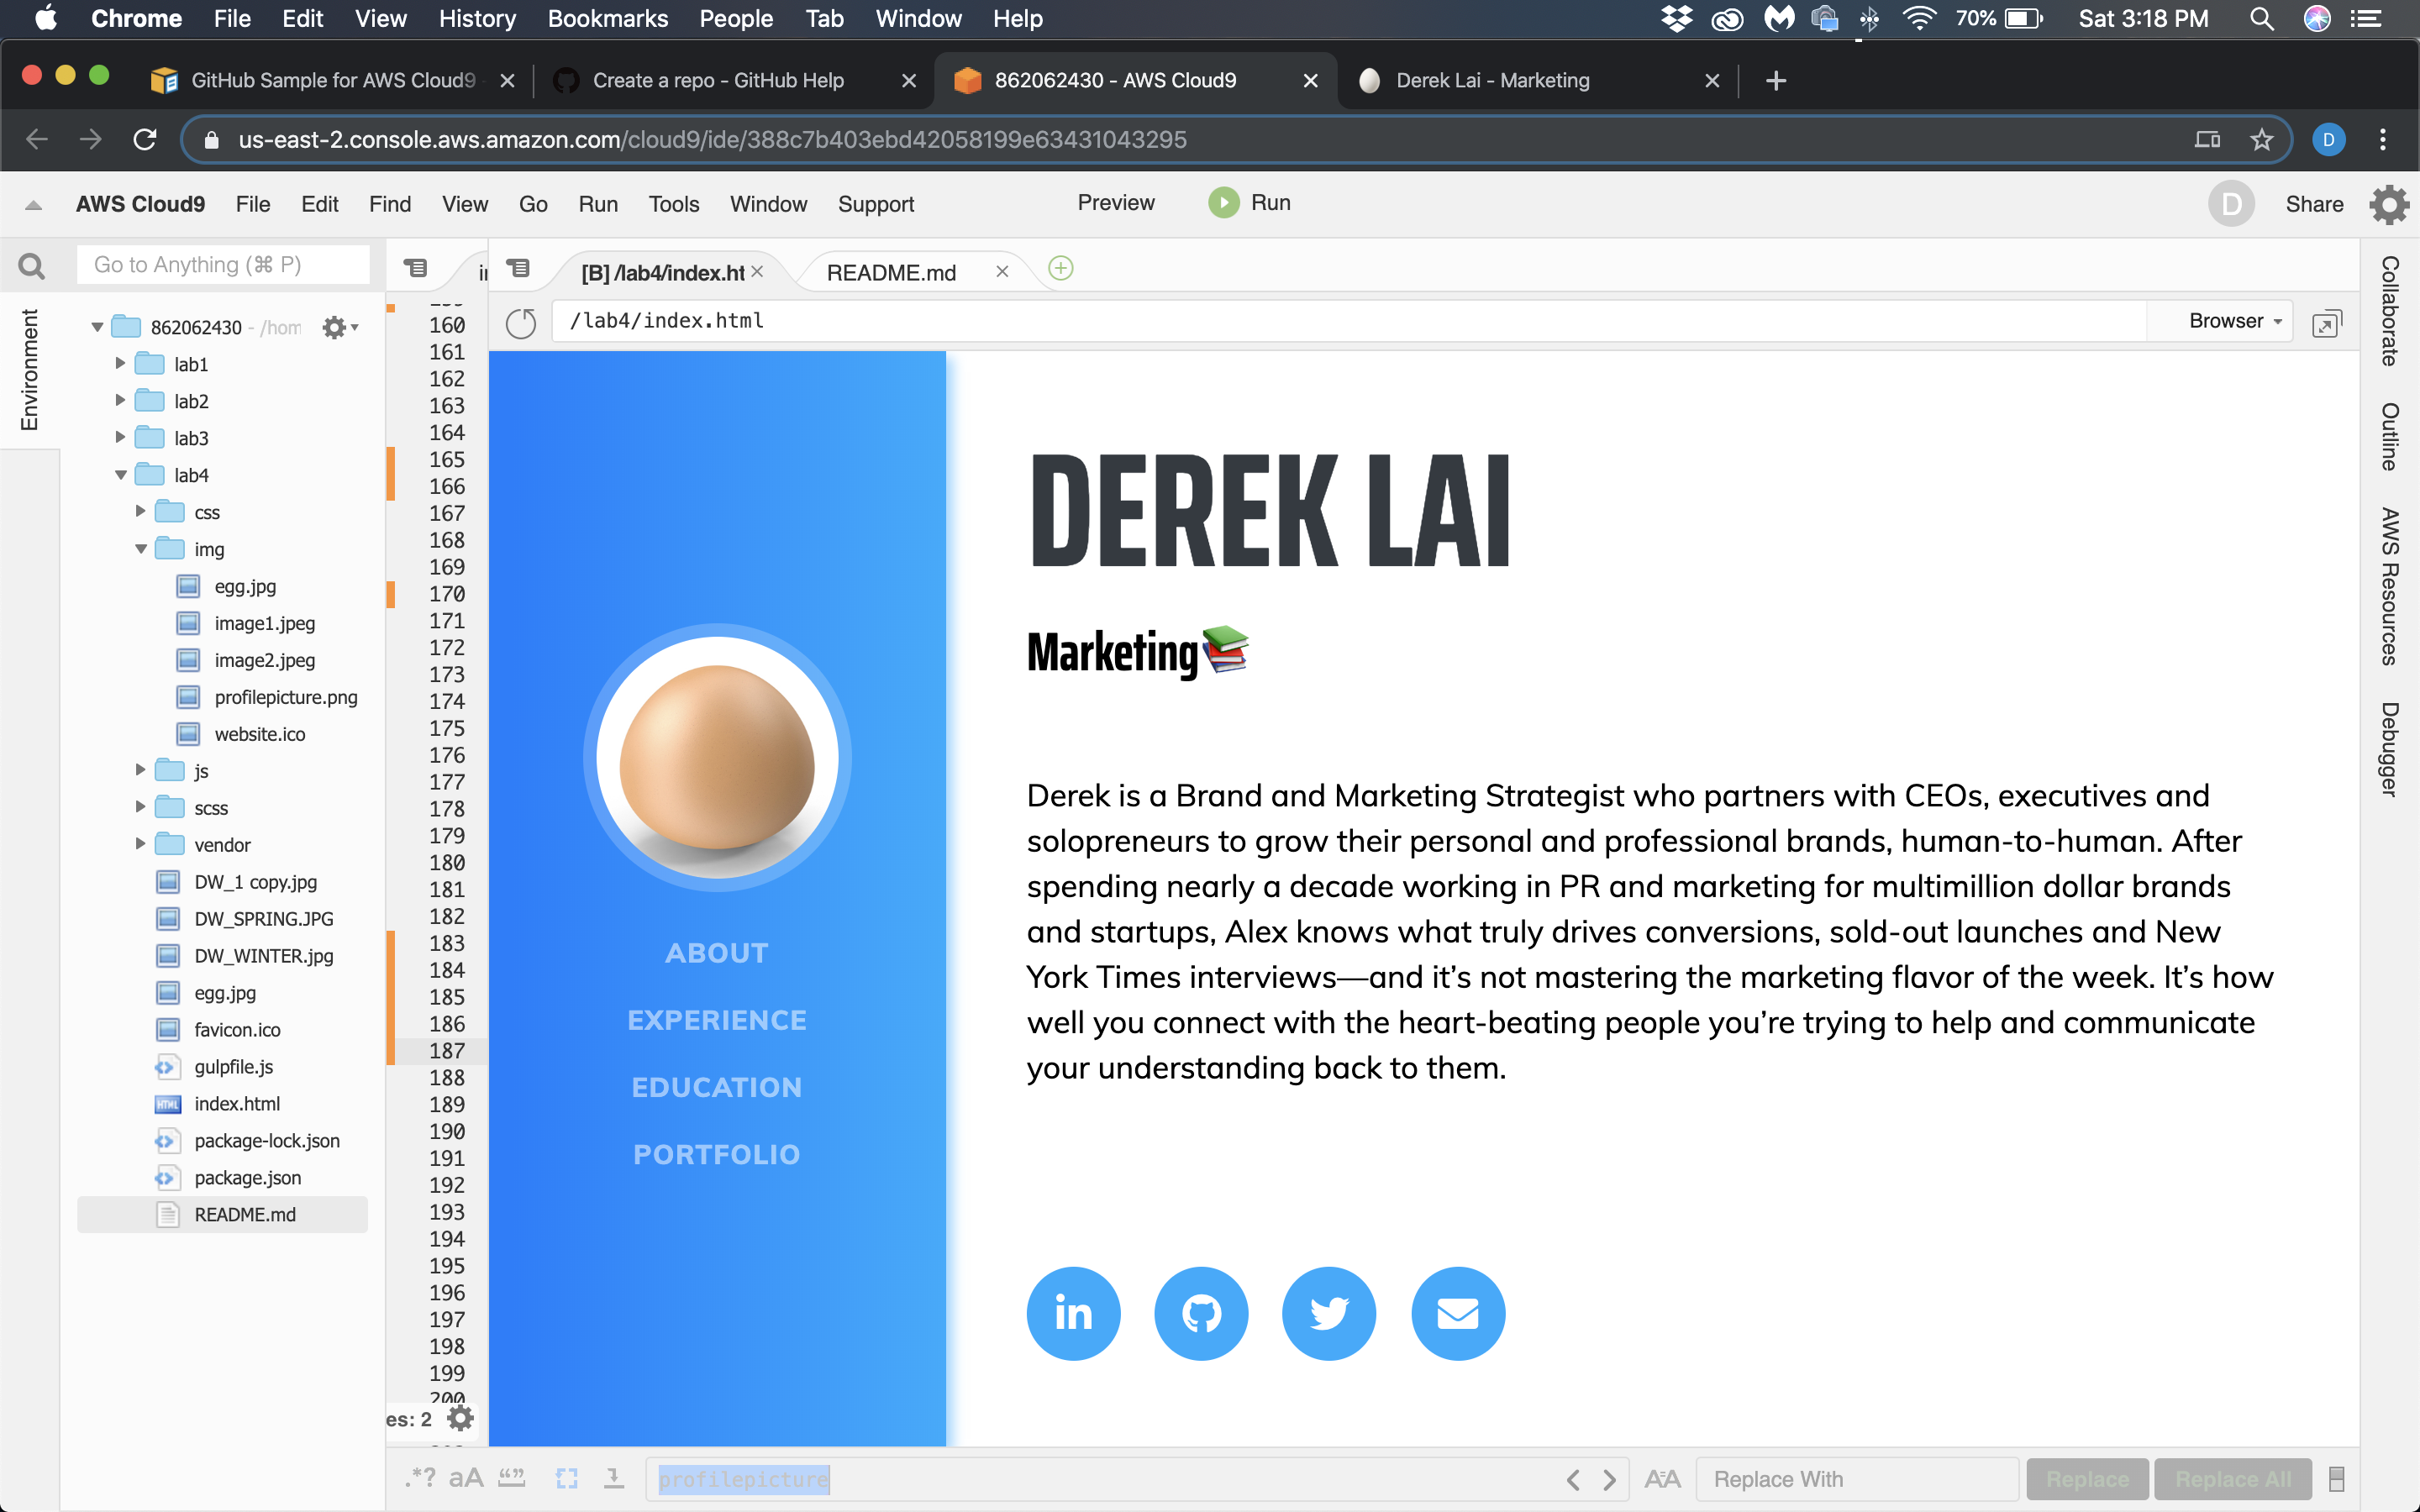 Chrome File Edit View History Bookmarks People Tab Window Help 70% Sat 3:18 PM
GitHub Sample for AWS Cloud9 Create a repo - GitHub Help 862062430 - AWS Cloud9 Derek Lai - Marketing
us-east-2.console.aws.amazon.com/cloud9/ide/388c7b403ebd42058199e63431043295 D
AWS Cloud9 File Edit Find View Go Run Tools Window Support Preview Run D Share
Go to Anything (⌘ P)
[B] /lab4/index.ht README.md
/lab4/index.html Browser
Environment
862062430 - /hom
lab1
lab2
lab3
lab4
css
img
egg.jpg
image1.jpeg
image2.jpeg
profilepicture.png
website.ico
js
scss
vendor
DW_1 copy.jpg
DW_SPRING.JPG
DW_WINTER.jpg
egg.jpg
favicon.ico
gulpfile.js
index.html
package-lock.json
package.json
README.md
160
161
162
163
164
165
166
167
168
169
170
171
172
173
174
175
176
177
178
179
180
181
182
183
184
185
186
187
188
189
190
191
192
193
194
195
196
197
198
199
200
es: 2
ABOUT
EXPERIENCE
EDUCATION
PORTFOLIO
DEREK LAI
Marketing📚
Derek is a Brand and Marketing Strategist who partners with CEOs, executives and
solopreneurs to grow their personal and professional brands, human-to-human. After
spending nearly a decade working in PR and marketing for multimillion dollar brands
and startups, Alex knows what truly drives conversions, sold-out launches and New
York Times interviews—and it’s not mastering the marketing flavor of the week. It’s how
well you connect with the heart-beating people you’re trying to help and communicate
your understanding back to them.
in
Collaborate
Outline
AWS Resources
Debugger
.*? aA “” profilepicture AA Replace With Replace Replace All